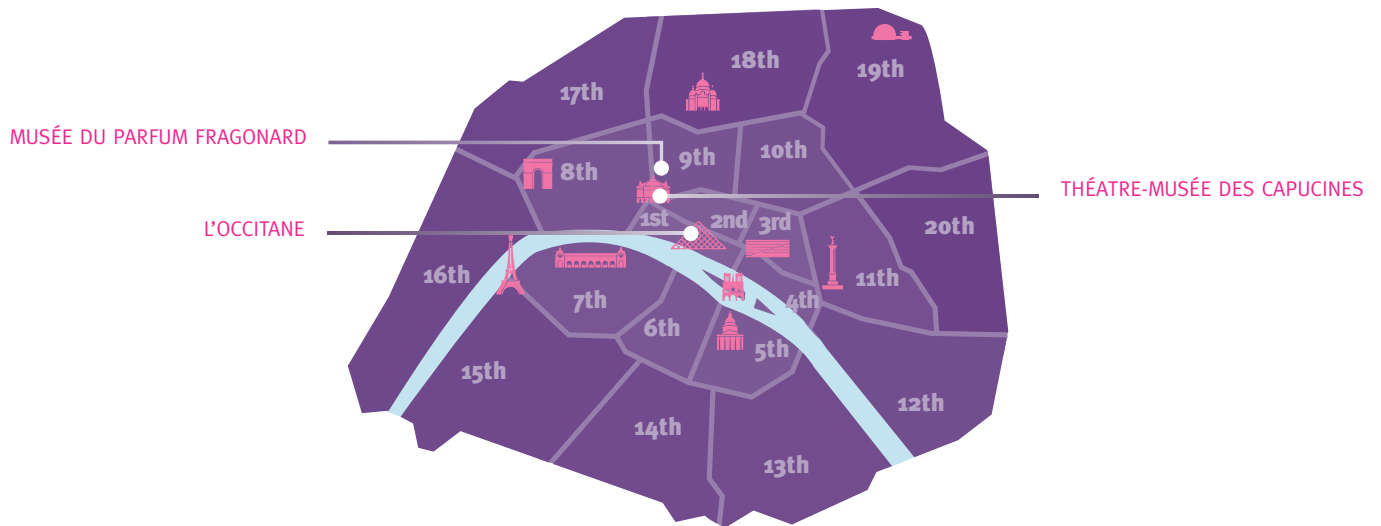 18th
19th
17th
MUSÉE DU PARFUM FRAGONARD
9th
10th
8th
THÉATRE-MUSÉE DES CAPUCINES
1st
2nd
3rd
L'OCCITANE
20th
16th
11th
7th
4th
6th
5th
15th
12th
14th
13th